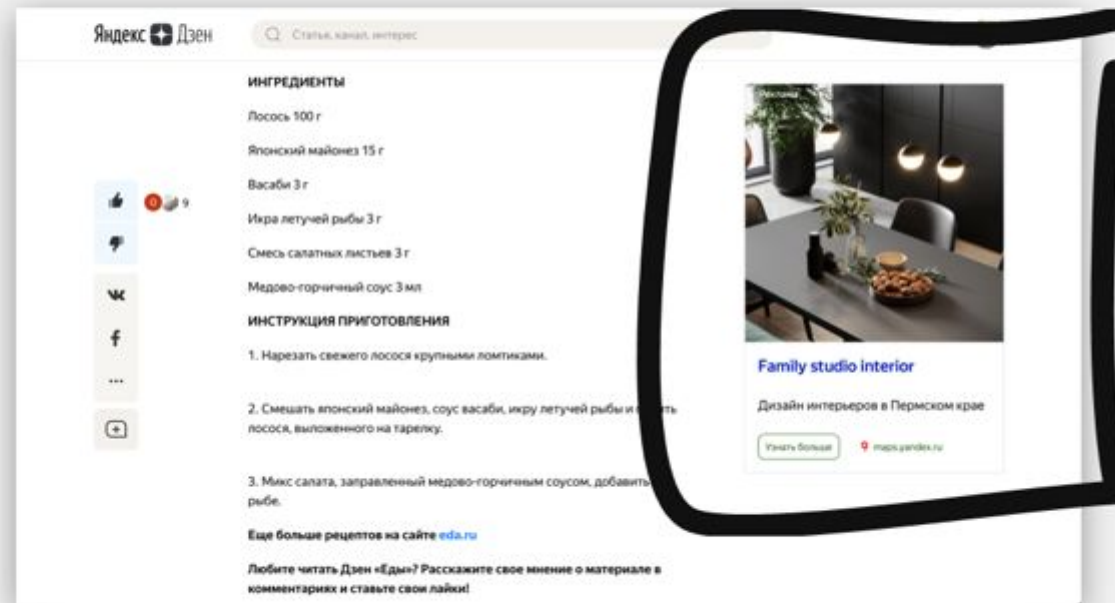 Яндекс Дзен
Статья, канал, интерес
ИНГРЕДИЕНТЫ
Лосось 100 г
Японский майонез 15 г
Васаби 3 г
Икра летучей рыбы 3 г
Смесь салатных листьев 3 г
Медово-горчичный соус 3 мл
ИНСТРУКЦИЯ ПРИГОТОВЛЕНИЯ
1. Нарезать свежего лосося крупными ломтиками.
2. Смешать японский майонез, соус васаби, икру летучей рыбы и
лосося, выложенного на тарелку.
3. Микс салата, заправленный медово-горчичным соусом, добавить
рыбе.
Еще больше рецептов на сайте eda.ru
Любите читать Дзен «Еды»? Расскажите свое мнение о материале в
комментариях и ставьте свои лайки!
9
Реклама
Family studio interior
Дизайн интерьеров в Пермском крае
Узнать больше
maps.yandex.ru